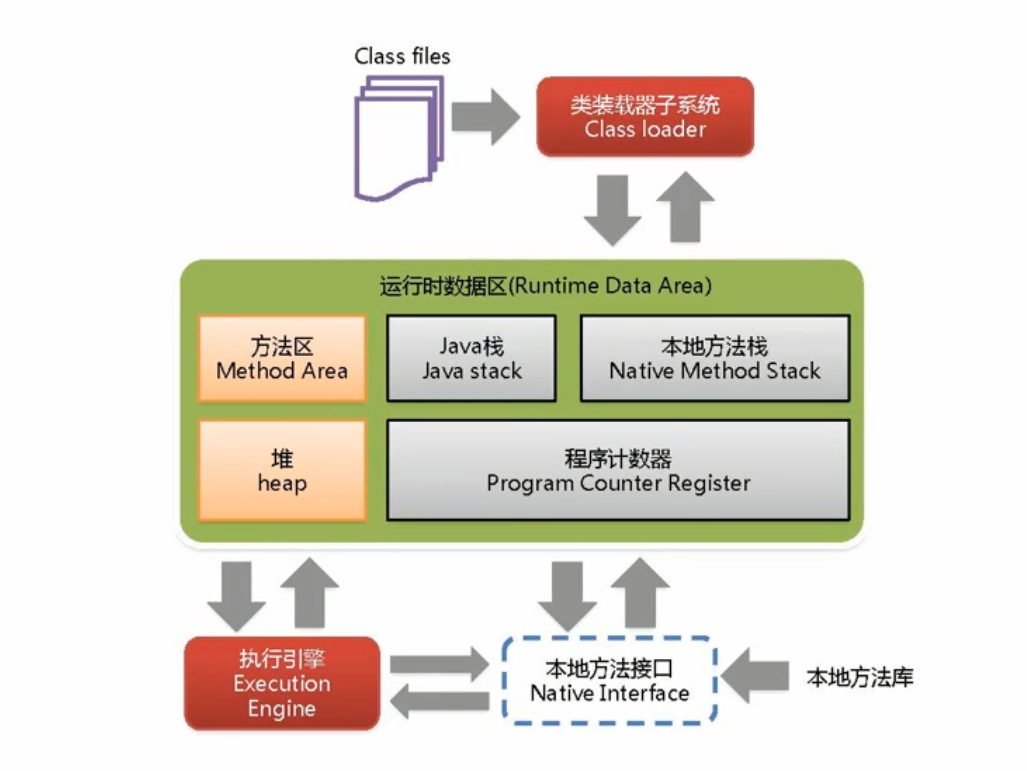 Class files
类装载器子系统
Class loader
运行时数据区(Runtime Data Area)
方法区
Method Area
Java栈
Java stack
本地方法栈
Native Method Stack
堆
heap
程序计数器
Program Counter Register
执行引擎
Execution
Engine
本地方法接口
Native Interface
本地方法库